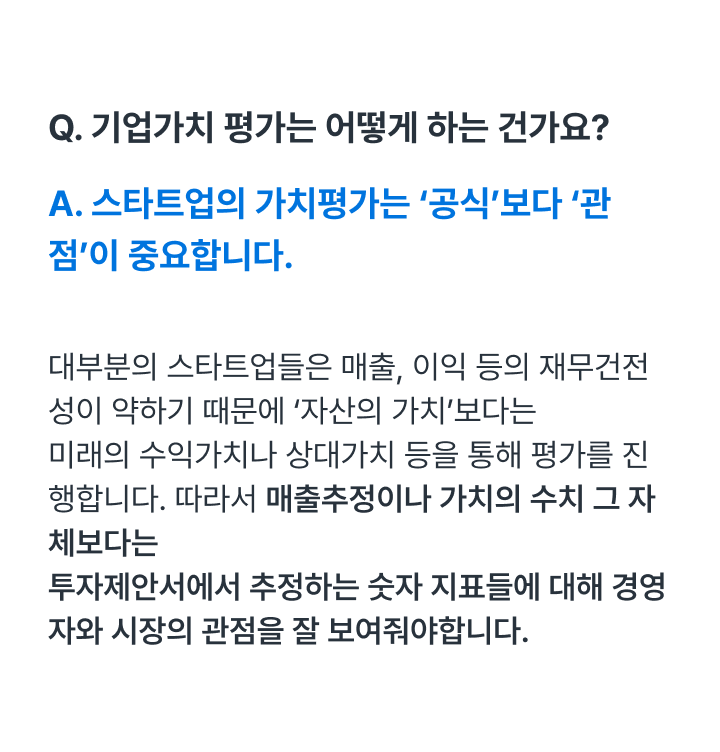 Q. 기업가치 평가는 어떻게 하는 건가요?
A. 스타트업의 가치평가는 ‘공식’보다 ‘관
점’이 중요합니다.
대부분의 스타트업들은 매출, 이익 등의 재무건전
성이 약하기 때문에 ‘자산의 가치’보다는
미래의 수익가치나 상대가치 등을 통해 평가를 진
행합니다. 따라서 매출추정이나 가치의 수치 그 자
체보다는
투자제안서에서 추정하는 숫자 지표들에 대해 경영
자와 시장의 관점을 잘 보여줘야합니다.